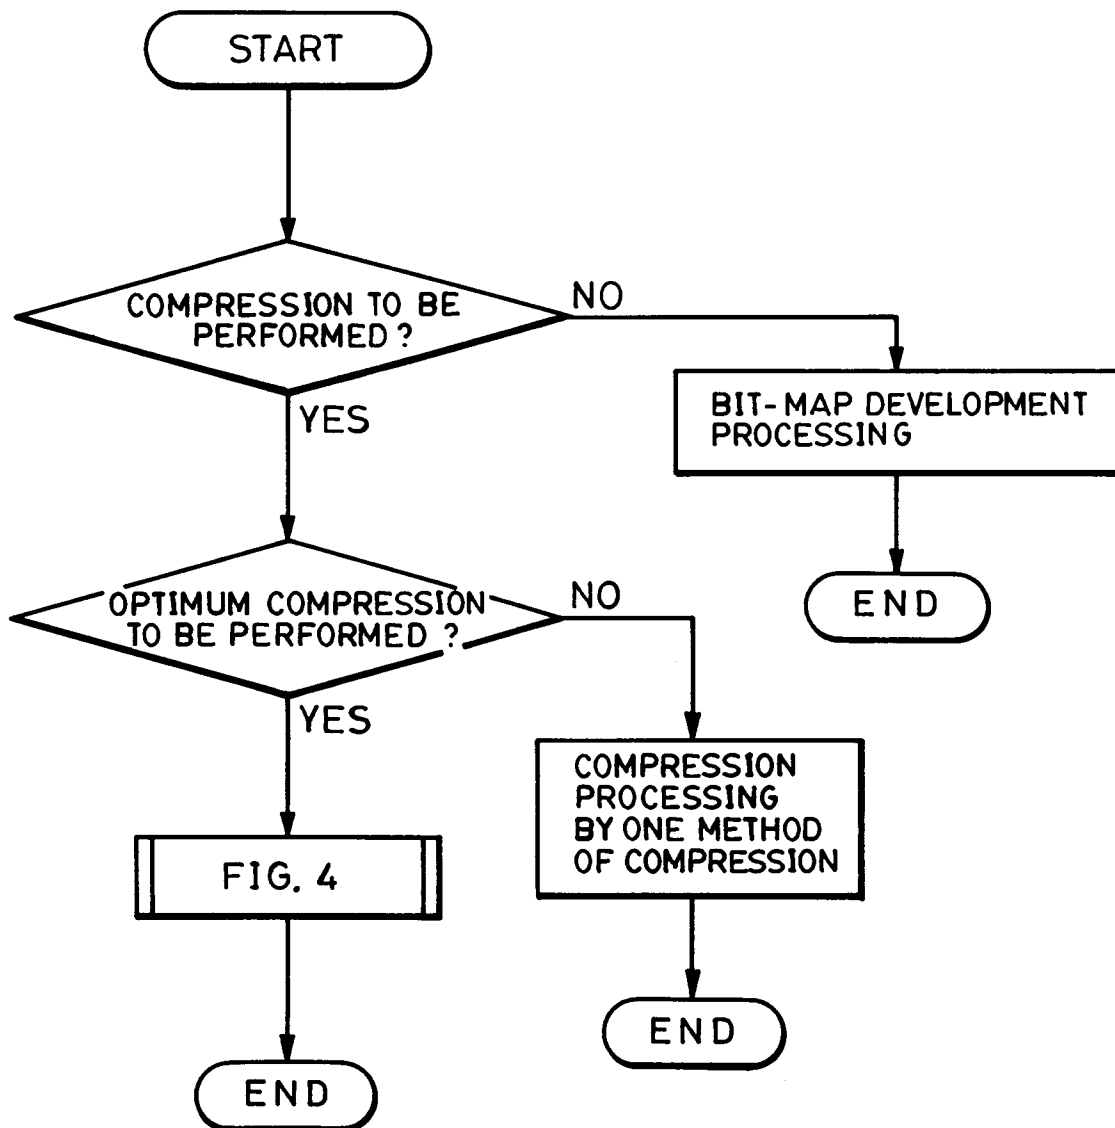 START
COMPRESSION TO BE
PERFORMED?
NO
YES
BIT-MAP DEVELOPMENT
PROCESSING
END
OPTIMUM COMPRESSION
TO BE PERFORMED ?
NO
YES
COMPRESSION
PROCESSING
BY ONE METHOD
OF COMPRESSION
FIG. 4
END
END